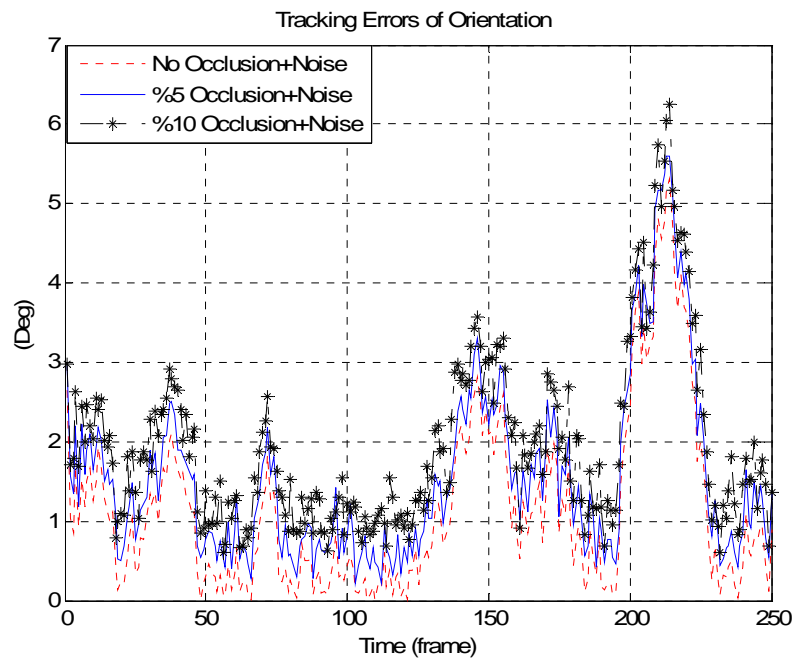 Tracking Errors of Orientation
7
6
5
4
3
2
1
0
(Deg)
No Occlusion+Noise
%5 Occlusion+Noise
%10 Occlusion+Noise
0 50 100 150 200 250
Time (frame)